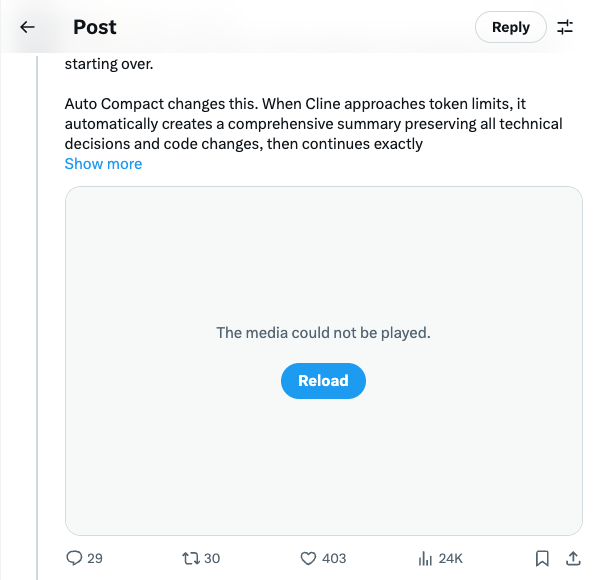 Post
Reply
starting over.
Auto Compact changes this. When Cline approaches token limits, it
automatically creates a comprehensive summary preserving all technical
decisions and code changes, then continues exactly
Show more
The media could not be played.
Reload
29 30 403 24K